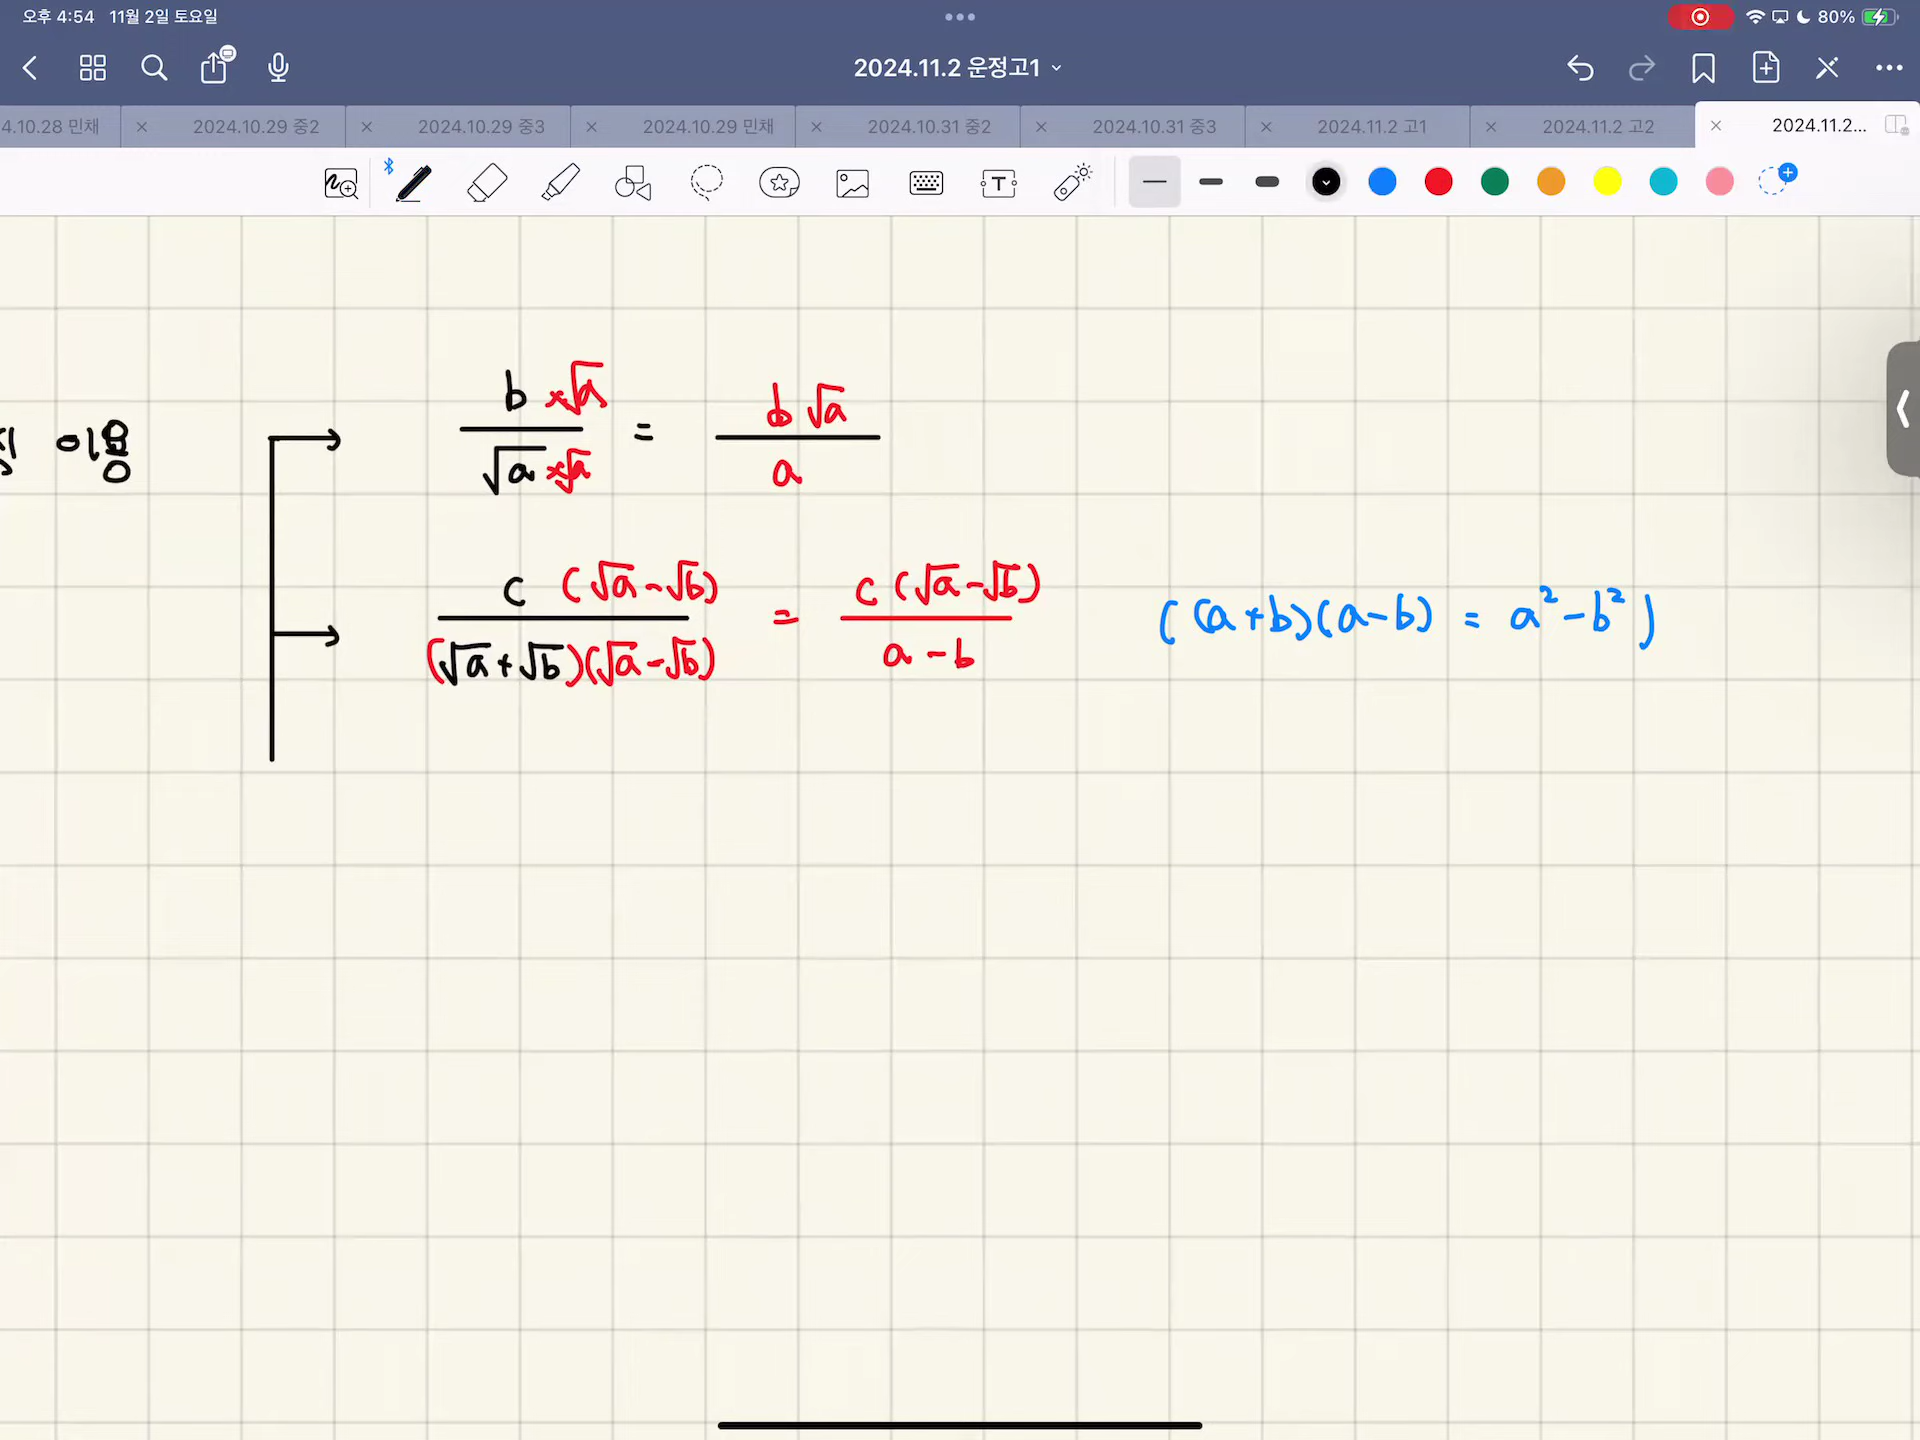 오후 4:54 11월 2일 토요일
80%
2024.11.2 운정고1
4.10.28 민채
2024.10.29 중2
2024.10.29 중3
2024.10.29 민채
2024.10.31 중2
2024.10.31 중3
2024.11.2 고1
2024.11.2 고2
2024.11.2...
이용
b ×√a / √a ×√a = b√a / a
c (√a-√b) / (√a+√b)(√a-√b) = c(√a-√b) / a-b
((a+b)(a-b) = a²-b²)